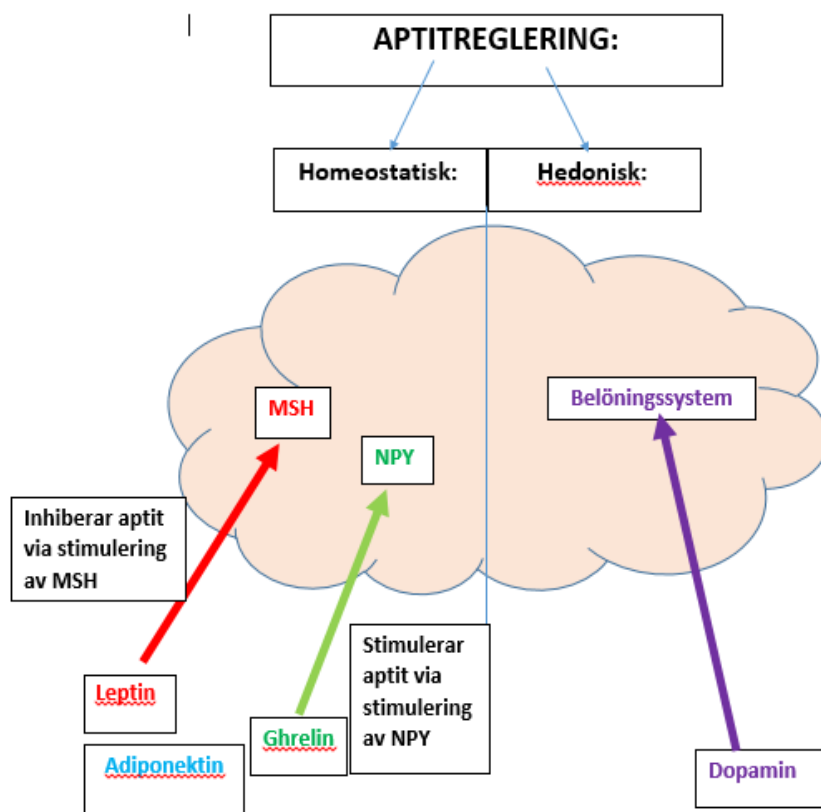 APTITREGLERING:
Homeostatisk:
Hedonisk:
MSH
Belöningssystem
NPY
Inhiberar aptit
via stimulering
av MSH
Stimulerar
aptit via
stimulering
av NPY
Leptin
Ghrelin
Adiponektin
Dopamin